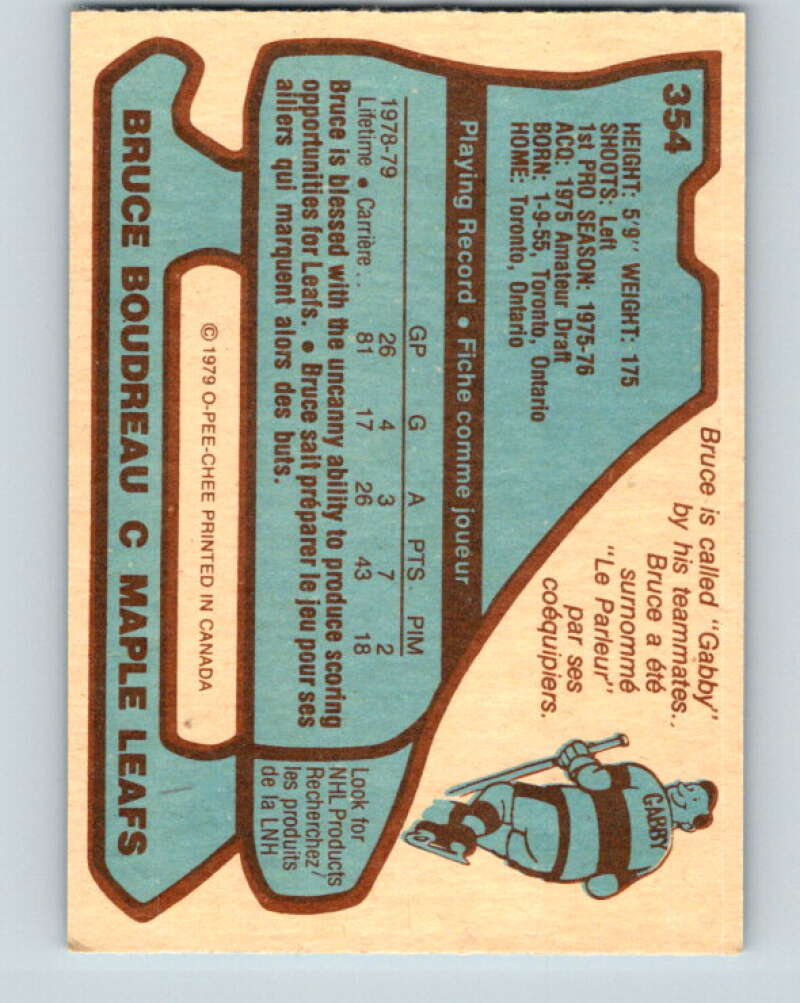 354
HEIGHT: 5'9" WEIGHT: 175
SHOOTS: Left
1st PRO SEASON: 1975-76
ACQ: 1975 Amateur Draft
BORN: 1-9-55, Toronto, Ontario
HOME: Toronto, Ontario
Bruce is called "Gabby"
by his teammates..
Bruce a été
surnommé
"Le Parleur"
par ses
coéquipiers.
GABBY
Playing Record • Fiche comme joueur
GP G A PTS. PIM
1978-79 26 4 3 7 2
Lifetime • Carrière .. 81 17 26 43 18
Bruce is blessed with the uncanny ability to produce scoring
opportunities for Leafs. • Bruce sait préparer le jeu pour ses
ailiers qui marquent alors des buts.
Look for
NHL Products
Recherchez/
les produits
de la LNH
© 1979 O-PEE-CHEE PRINTED IN CANADA
BRUCE BOUDREAU C MAPLE LEAFS